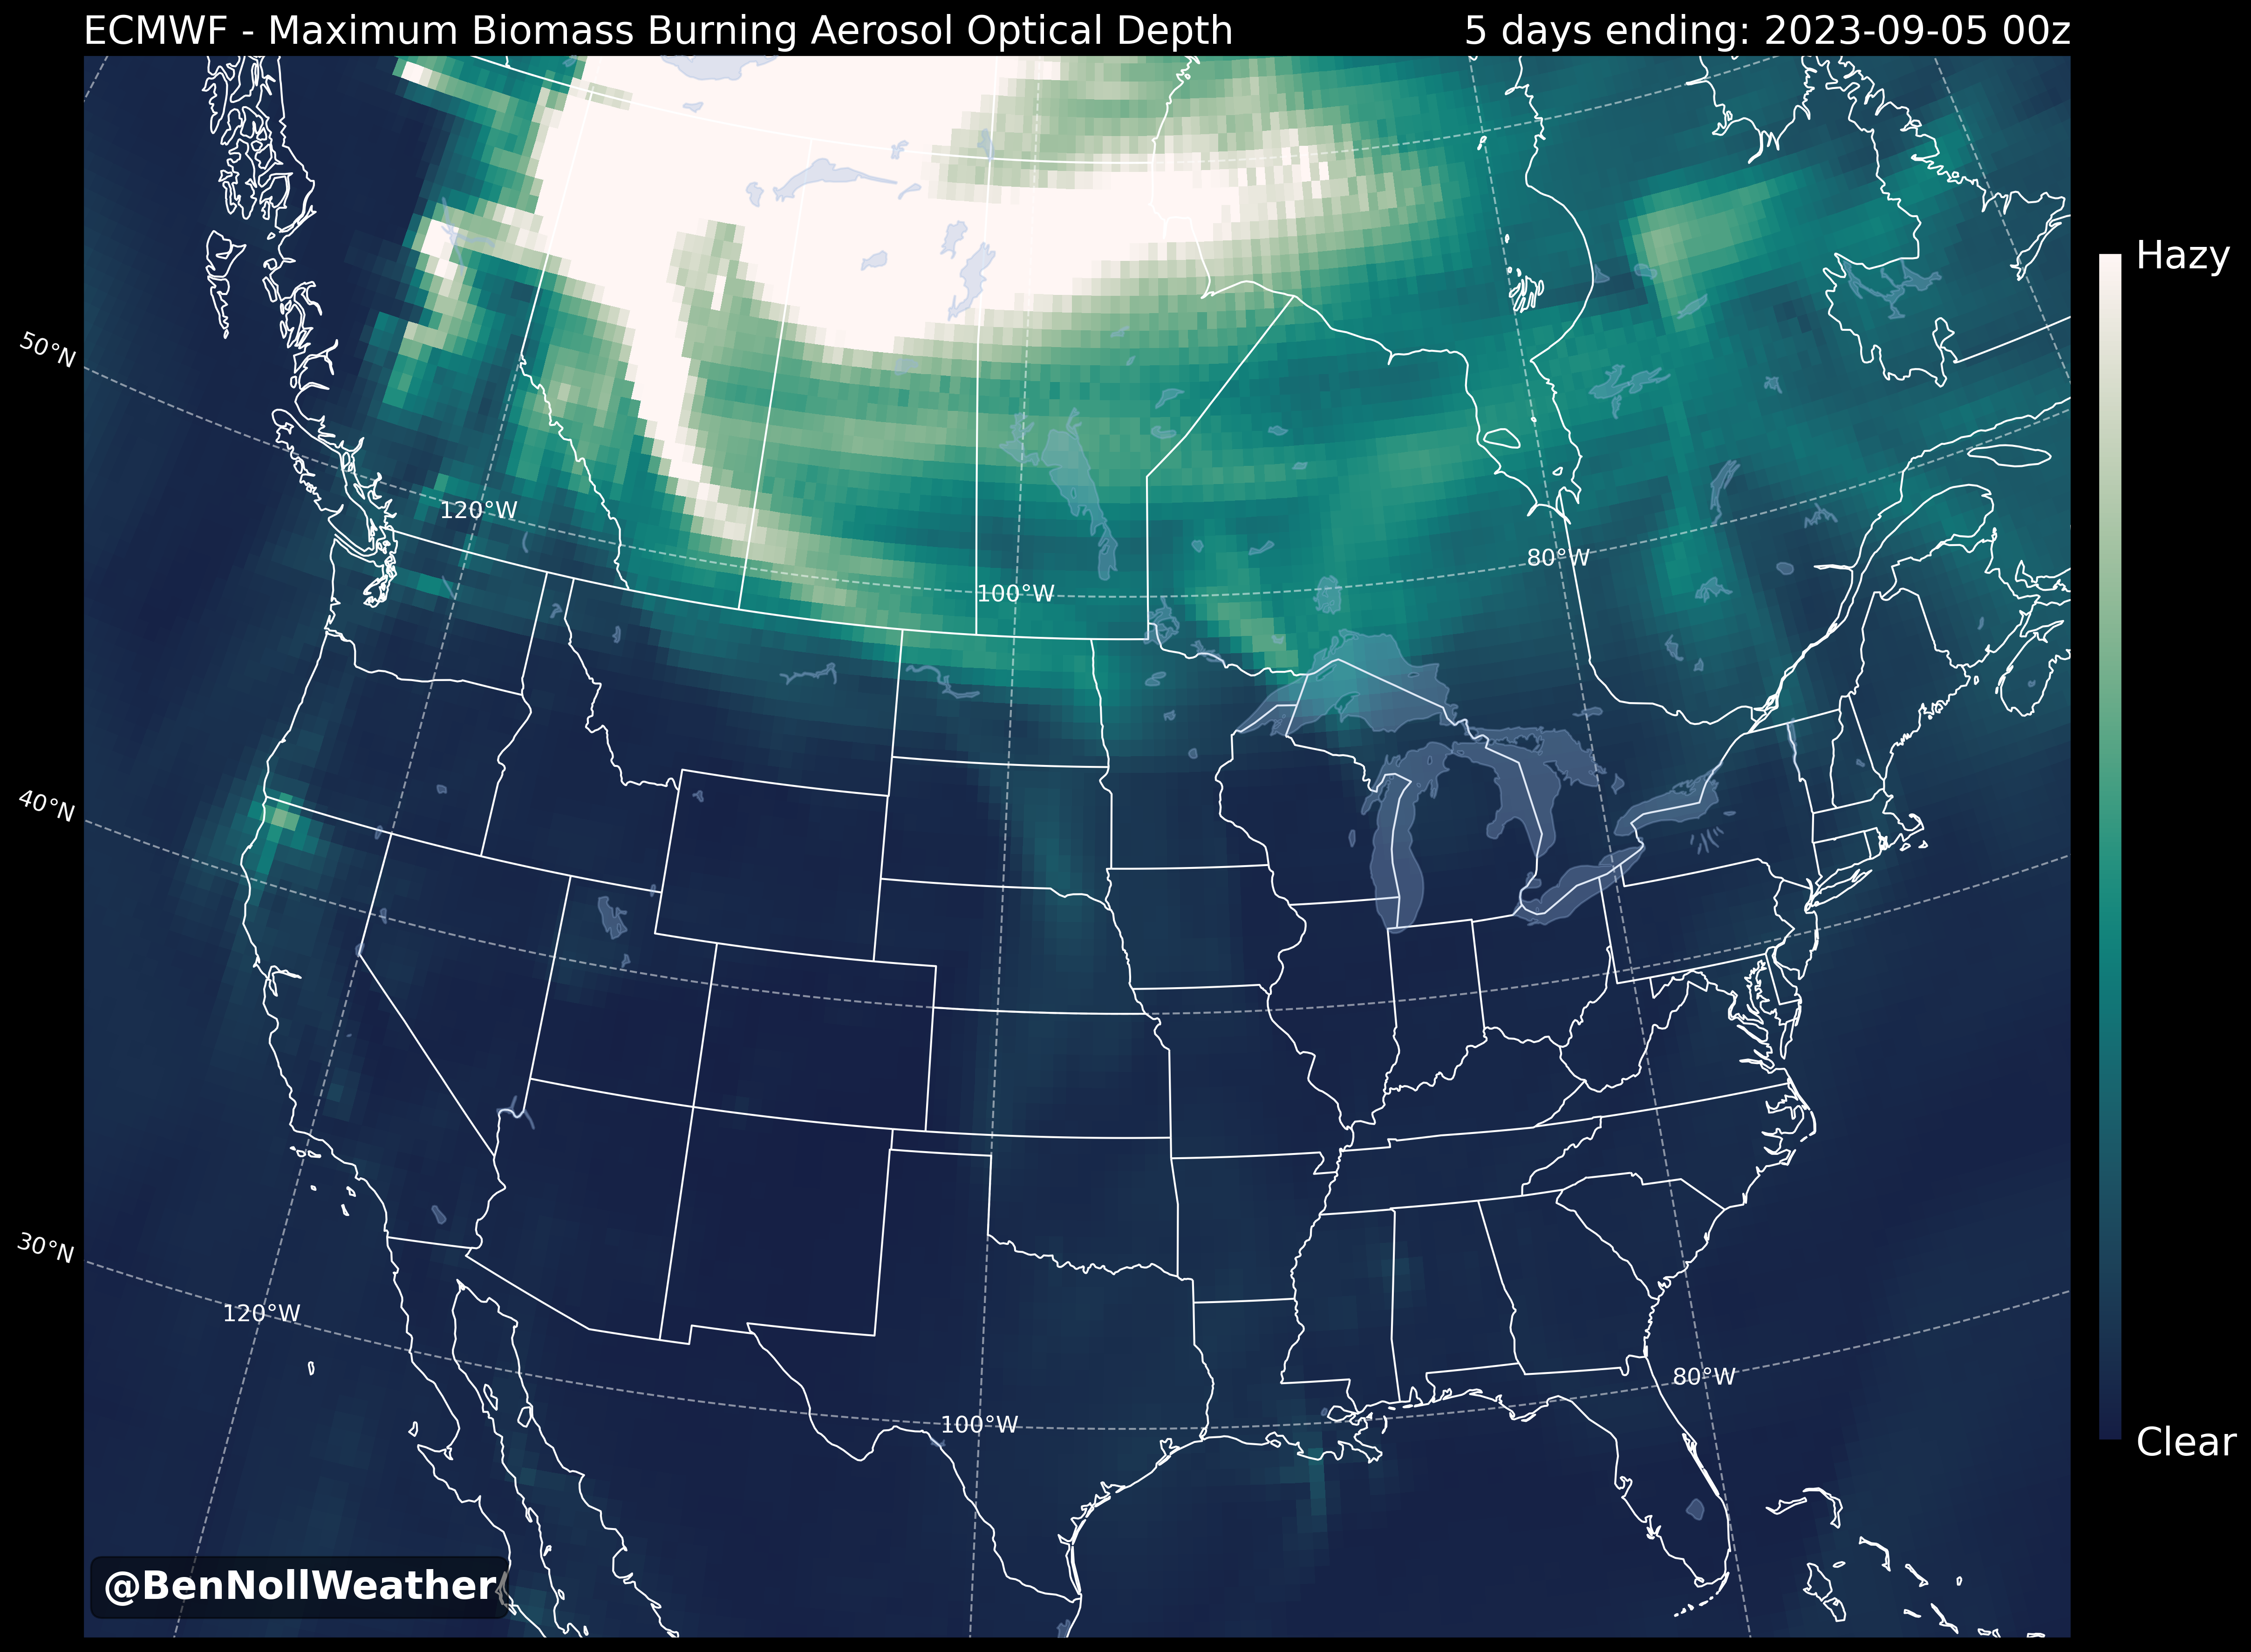 ECMWF - Maximum Biomass Burning Aerosol Optical Depth
5 days ending: 2023-09-05 00z
Hazy
50°N
120°W
80°W
100°W
40°N
30°N
120°W
80°W
100°W
Clear
@BenNollWeather